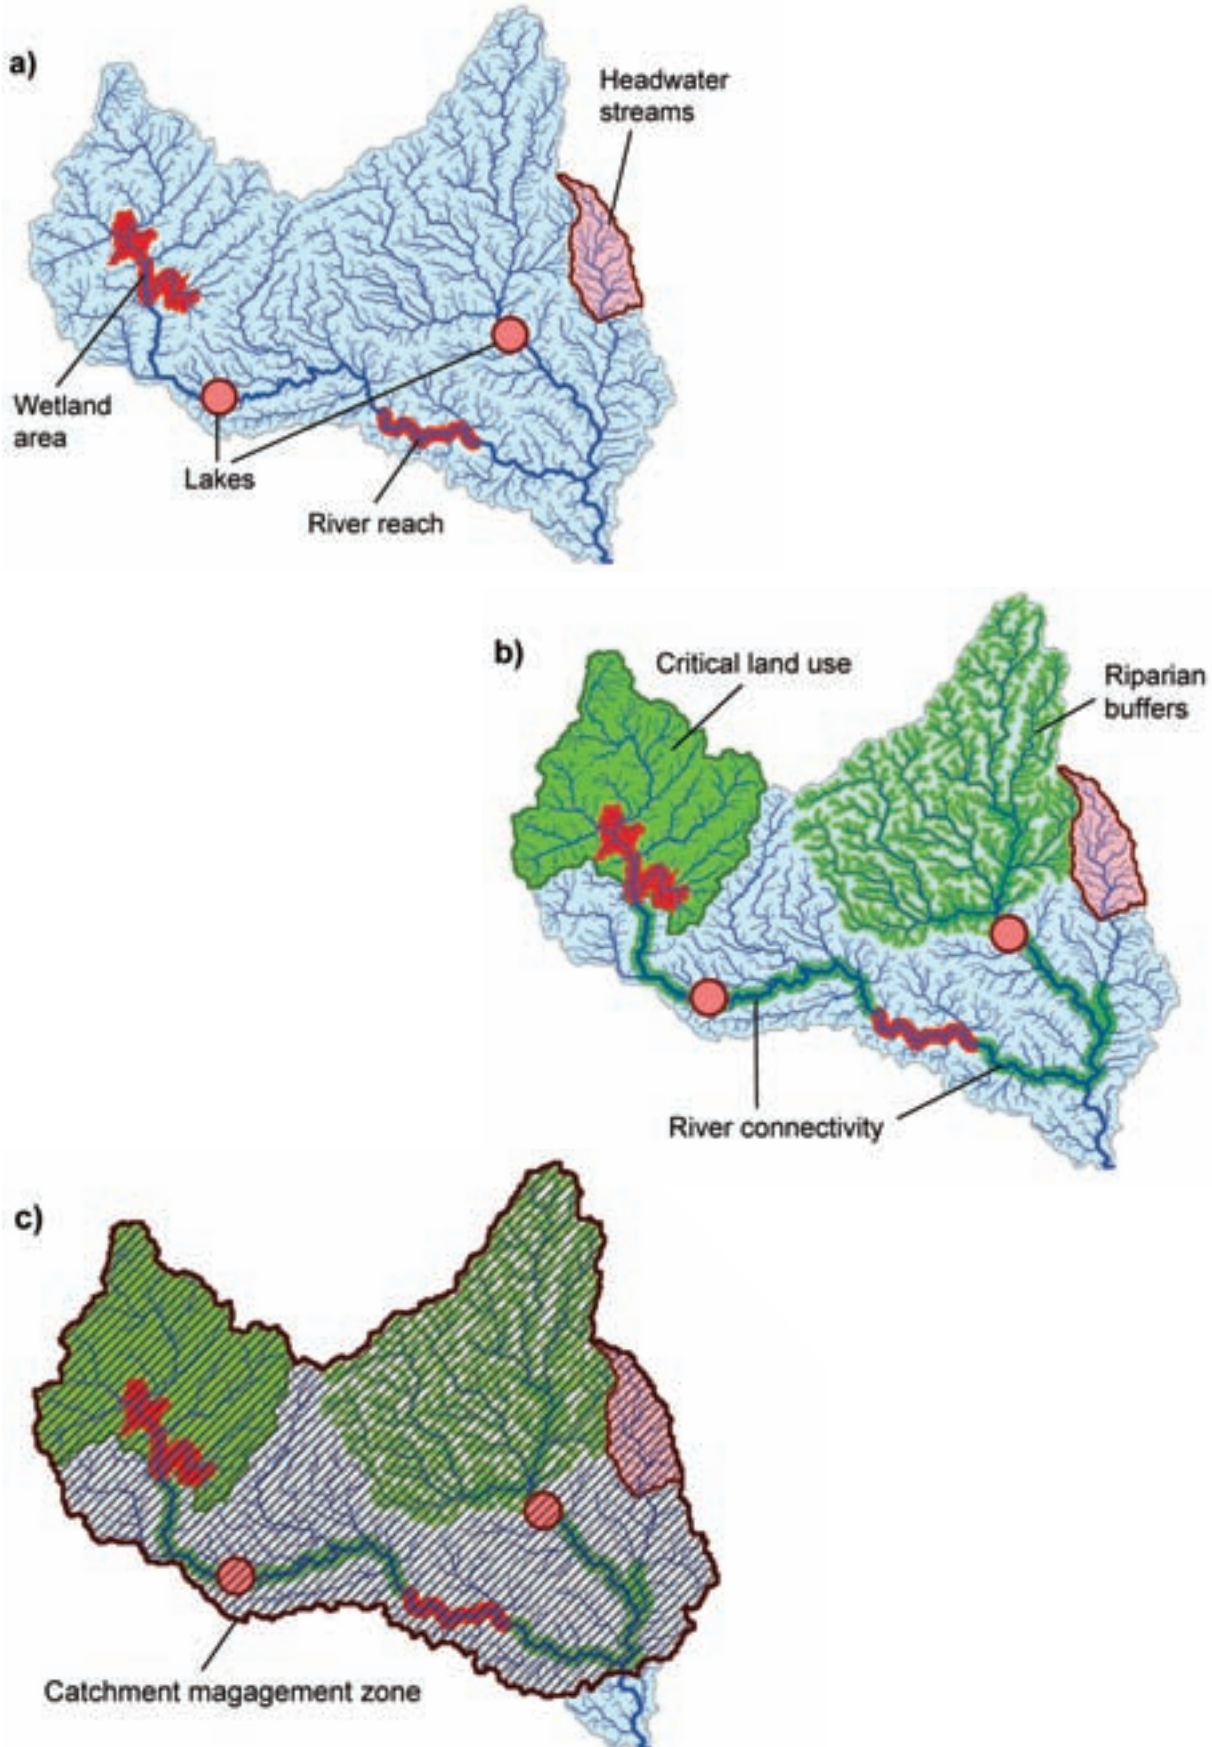 a)
Headwater
streams
Wetland
area
Lakes
River reach
b)
Critical land use
Riparian
buffers
River connectivity
c)
Catchment magagement zone